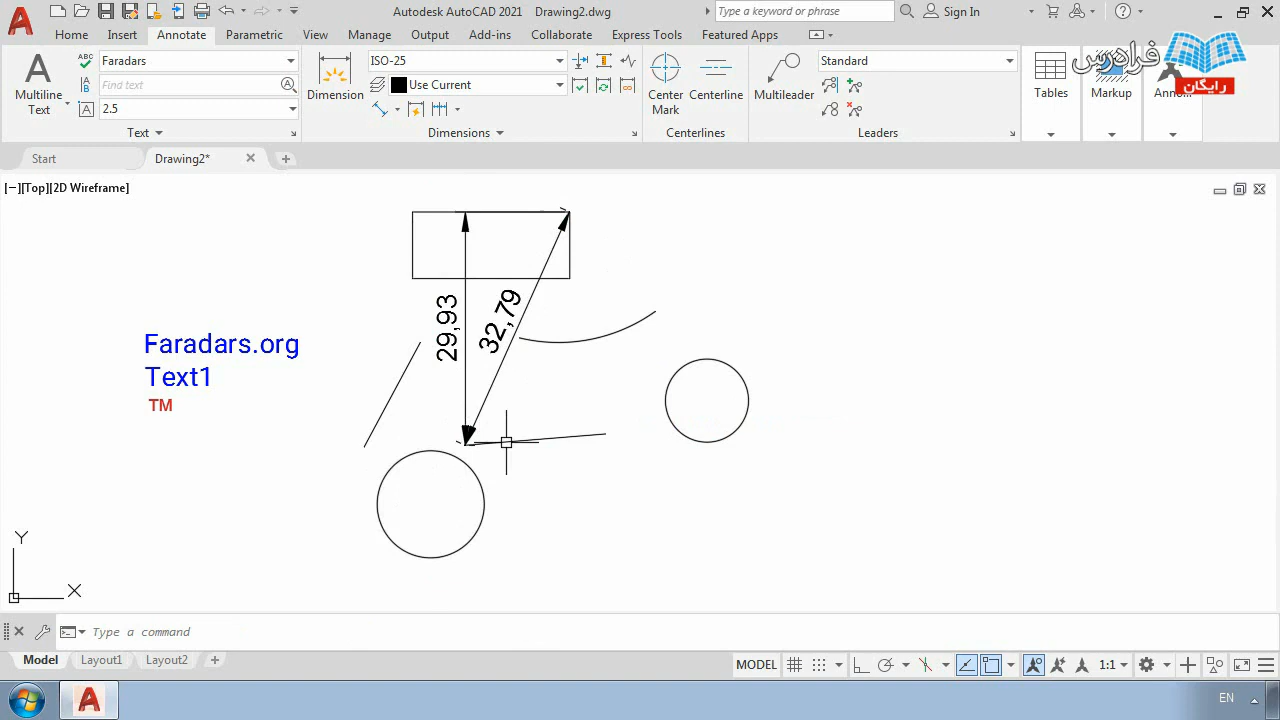 Autodesk AutoCAD 2021 Drawing2.dwg
Type a keyword or phrase
Sign In
Home Insert Annotate Parametric View Manage Output Add-ins Collaborate Express Tools Featured Apps
فرادرس
رایگان
Multiline
Text
Faradars
Find text
2.5
Text
Dimension
ISO-25
Use Current
Dimensions
Center
Mark
Centerline
Centerlines
Multileader
Standard
Leaders
Tables
Markup
Start
Drawing2*
[−][Top][2D Wireframe]
29,93
32,79
Faradars.org
Text1
TM
Y
X
Type a command
Model Layout1 Layout2
MODEL
1:1
EN